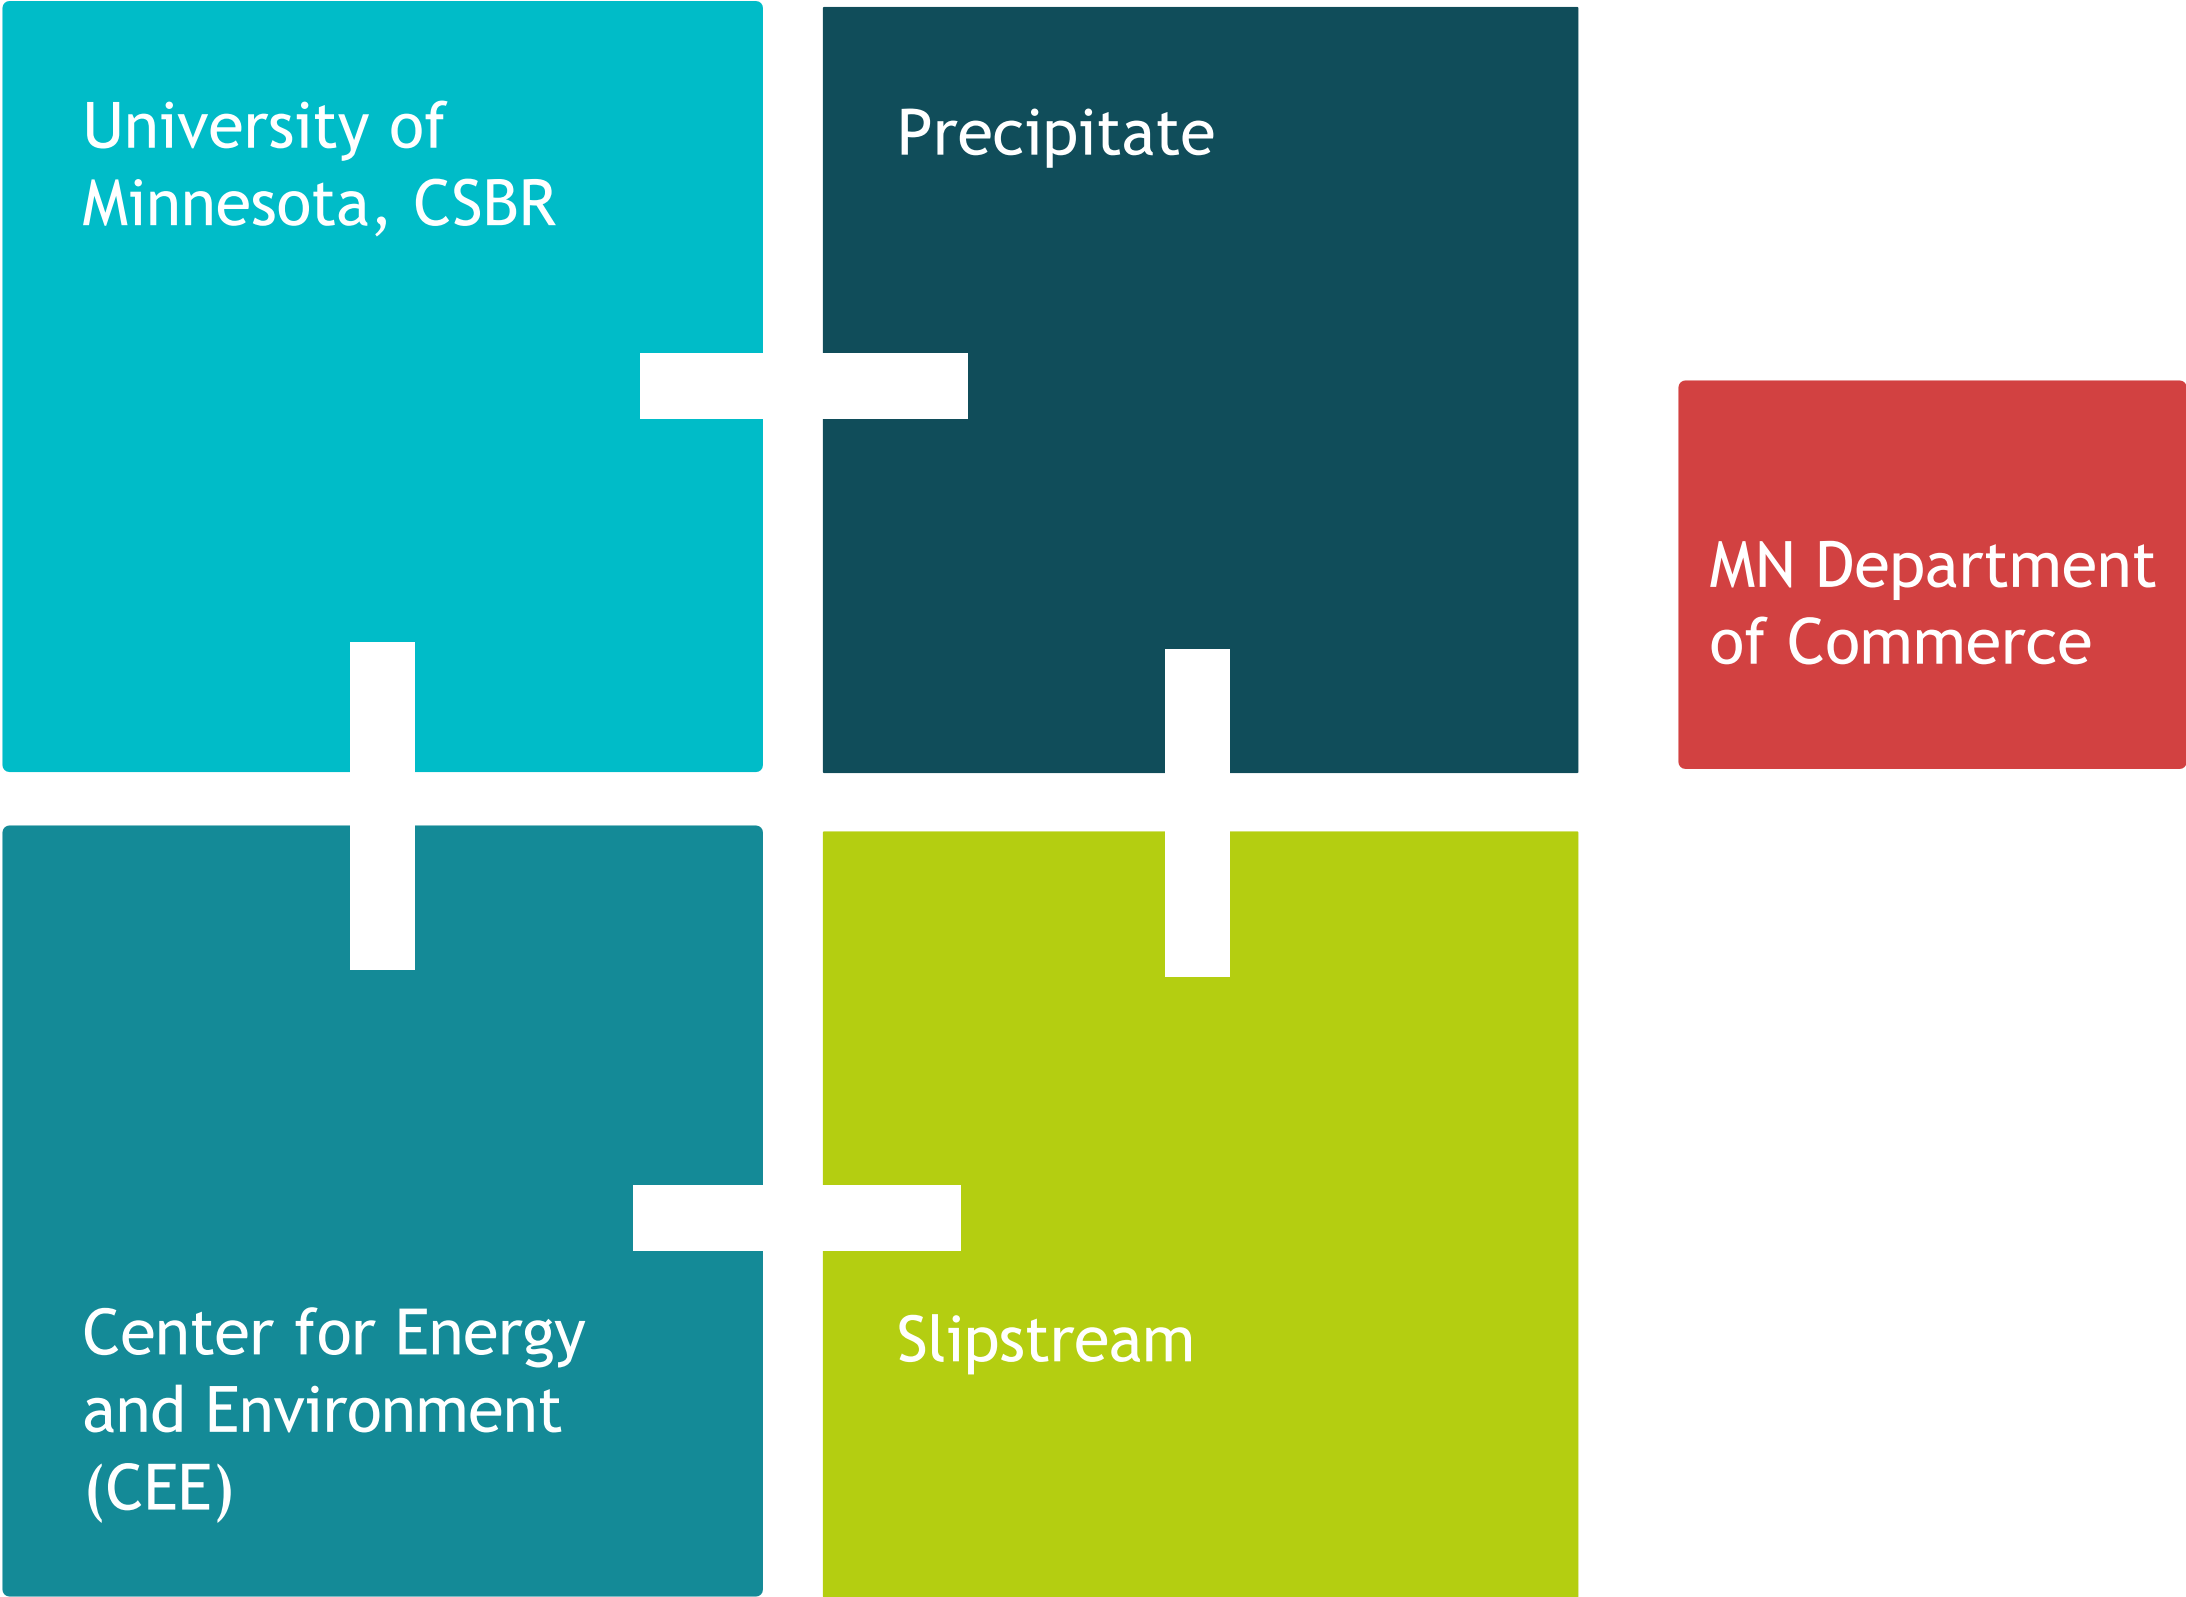 University of
Minnesota, CSBR
Precipitate
MN Department
of Commerce
Center for Energy
and Environment
(CEE)
Slipstream